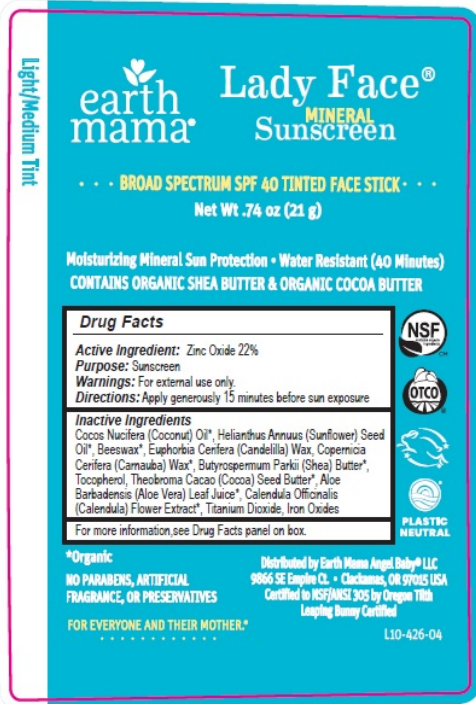 Light/Medium Tint
earth
mama®
Lady Face®
MINERAL
Sunscreen
· · · BROAD SPECTRUM SPF 40 TINTED FACE STICK · · ·
Net Wt .74 oz (21 g)
Moisturizing Mineral Sun Protection • Water Resistant (40 Minutes)
CONTAINS ORGANIC SHEA BUTTER & ORGANIC COCOA BUTTER
Drug Facts
Active Ingredient: Zinc Oxide 22%
Purpose: Sunscreen
Warnings: For external use only.
Directions: Apply generously 15 minutes before sun exposure
Inactive Ingredients
Cocos Nucifera (Coconut) Oil*, Helianthus Annuus (Sunflower) Seed
Oil*, Beeswax*, Euphorbia Cerifera (Candelilla) Wax, Copernicia
Cerifera (Carnauba) Wax*, Butyrospermum Parkii (Shea) Butter*,
Tocopherol, Theobroma Cacao (Cocoa) Seed Butter*, Aloe
Barbadensis (Aloe Vera) Leaf Juice*, Calendula Officinalis
(Calendula) Flower Extract*, Titanium Dioxide, Iron Oxides
For more information,see Drug Facts panel on box.
NSF
CM
OTCO
PLASTIC
NEUTRAL
*Organic
NO PARABENS, ARTIFICIAL
FRAGRANCE, OR PRESERVATIVES
FOR EVERYONE AND THEIR MOTHER.®
Distributed by Earth Mama Angel Baby® LLC
9866 SE Empire Ct. • Clackamas, OR 97015 USA
Certified to NSF/ANSI 305 by Oregon Tilth
Leaping Bunny Certified
L10-426-04